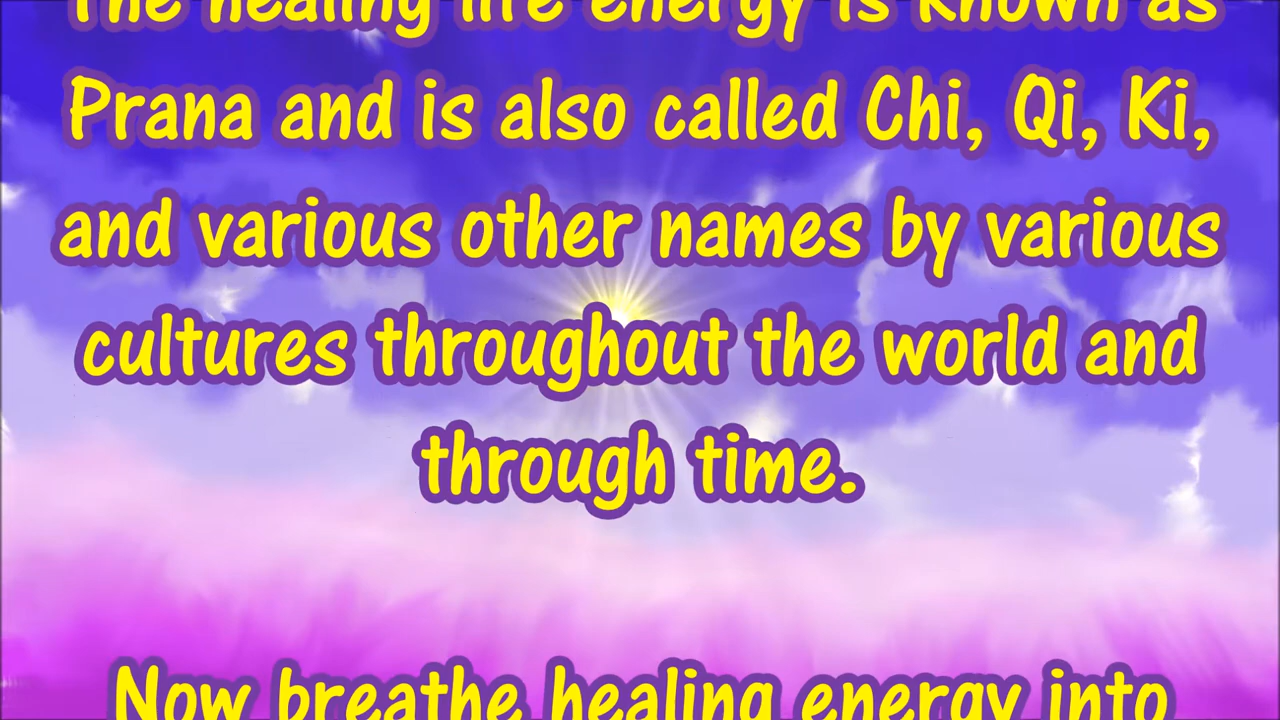 The healing life energy is known as
Prana and is also called Chi, Qi, Ki,
and various other names by various
cultures throughout the world and
through time.
Now breathe healing energy into